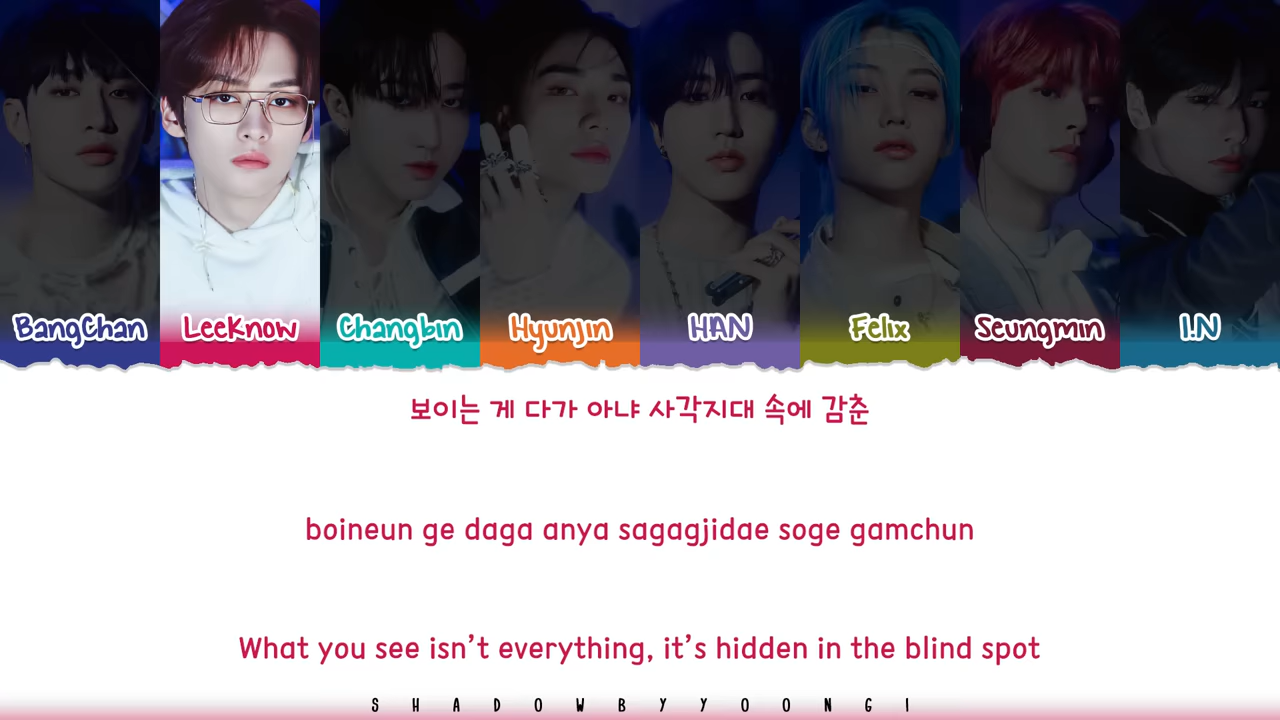 BangChan LeeKnow Changbin Hyunjin HAN Felix Seungmin I.N
보이는 게 다가 아냐 사각지대 속에 감춘
boineun ge daga anya sagagjidae soge gamchun
What you see isn't everything, it's hidden in the blind spot
SHADOWBYYOONGI